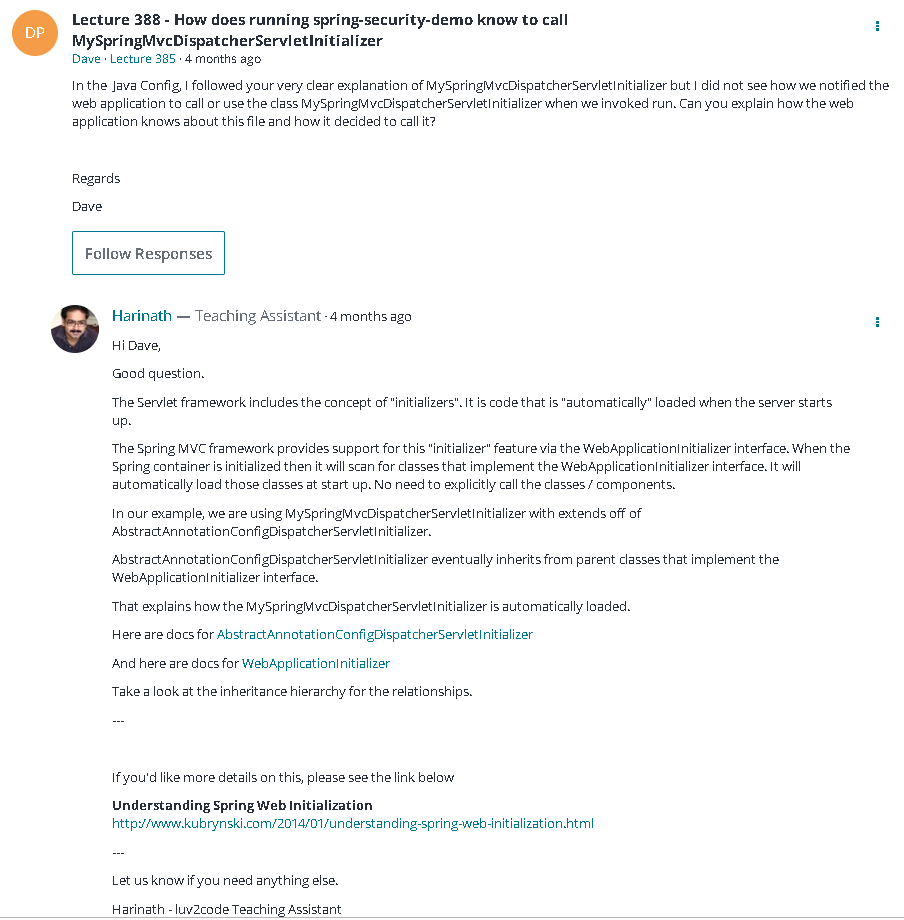 DP
Lecture 388 - How does running spring-security-demo know to call
MySpringMvcDispatcherServletInitializer
Dave · Lecture 385 · 4 months ago
In the Java Config, I followed your very clear explanation of MySpringMvcDispatcherServletInitializer but I did not see how we notified the
web application to call or use the class MySpringMvcDispatcherServletInitializer when we invoked run. Can you explain how the web
application knows about this file and how it decided to call it?
Regards
Dave
Follow Responses
Harinath — Teaching Assistant · 4 months ago
Hi Dave,
Good question.
The Servlet framework includes the concept of "initializers". It is code that is "automatically" loaded when the server starts
up.
The Spring MVC framework provides support for this "initializer" feature via the WebApplicationInitializer interface. When the
Spring container is initialized then it will scan for classes that implement the WebApplicationInitializer interface. It will
automatically load those classes at start up. No need to explicitly call the classes / components.
In our example, we are using MySpringMvcDispatcherServletInitializer with extends off of
AbstractAnnotationConfigDispatcherServletInitializer.
AbstractAnnotationConfigDispatcherServletInitializer eventually inherits from parent classes that implement the
WebApplicationInitializer interface.
That explains how the MySpringMvcDispatcherServletInitializer is automatically loaded.
Here are docs for AbstractAnnotationConfigDispatcherServletInitializer
And here are docs for WebApplicationInitializer
Take a look at the inheritance hierarchy for the relationships.
---
If you'd like more details on this, please see the link below
Understanding Spring Web Initialization
http://www.kubrynski.com/2014/01/understanding-spring-web-initialization.html
---
Let us know if you need anything else.
Harinath - luv2code Teaching Assistant